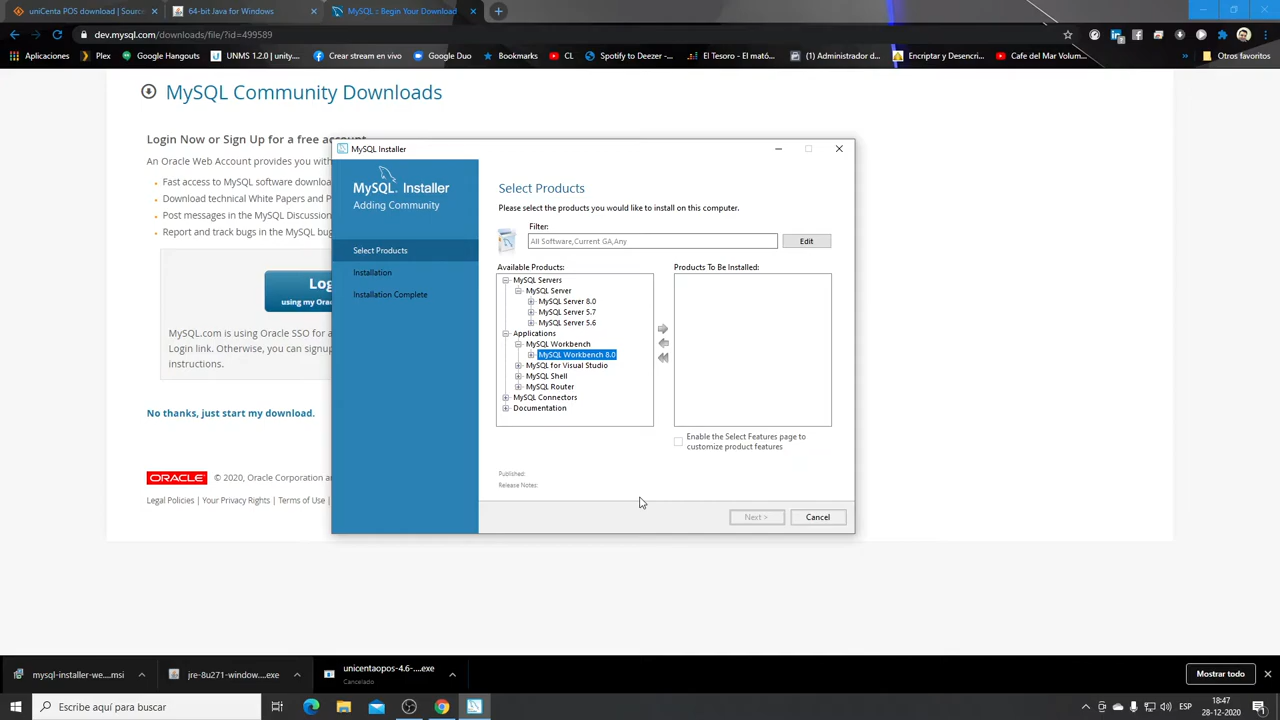 uniCenta POS download | Sourc
64-bit Java for Windows
MySQL :: Begin Your Download
dev.mysql.com/downloads/file/?id=499589
Aplicaciones
Plex
Google Hangouts
UNMS 1.2.0 | unity....
Crear stream en vivo
Google Duo
Bookmarks
CL
Spotify to Deezer -...
El Tesoro - El mató...
(1) Administrador d...
Encriptar y Desencri...
Cafe del Mar Volum...
»
Otros favoritos
MySQL Community Downloads
Login Now or Sign Up for a free account.
An Oracle Web Account provides you with
Fast access to MySQL software downloa
Download technical White Papers and P
Post messages in the MySQL Discussion
Report and track bugs in the MySQL bug
Log
using my Ora
MySQL.com is using Oracle SSO for a
Login link. Otherwise, you can signup
instructions.
No thanks, just start my download.
ORACLE © 2020, Oracle Corporation a
Legal Policies | Your Privacy Rights | Terms of Use |
MySQL Installer
MySQL. Installer
Adding Community
Select Products
Installation
Installation Complete
Select Products
Please select the products you would like to install on this computer.
Filter:
All Software,Current GA,Any
Edit
Available Products:
MySQL Servers
MySQL Server
MySQL Server 8.0
MySQL Server 5.7
MySQL Server 5.6
Applications
MySQL Workbench
MySQL Workbench 8.0
MySQL for Visual Studio
MySQL Shell
MySQL Router
MySQL Connectors
Documentation
Products To Be Installed:
Enable the Select Features page to
customize product features
Published:
Release Notes:
Next >
Cancel
mysql-installer-we....msi
jre-8u271-window....exe
unicentaopos-4.6-....exe
Cancelado
Mostrar todo
Escribe aquí para buscar
ESP
18:47
28-12-2020